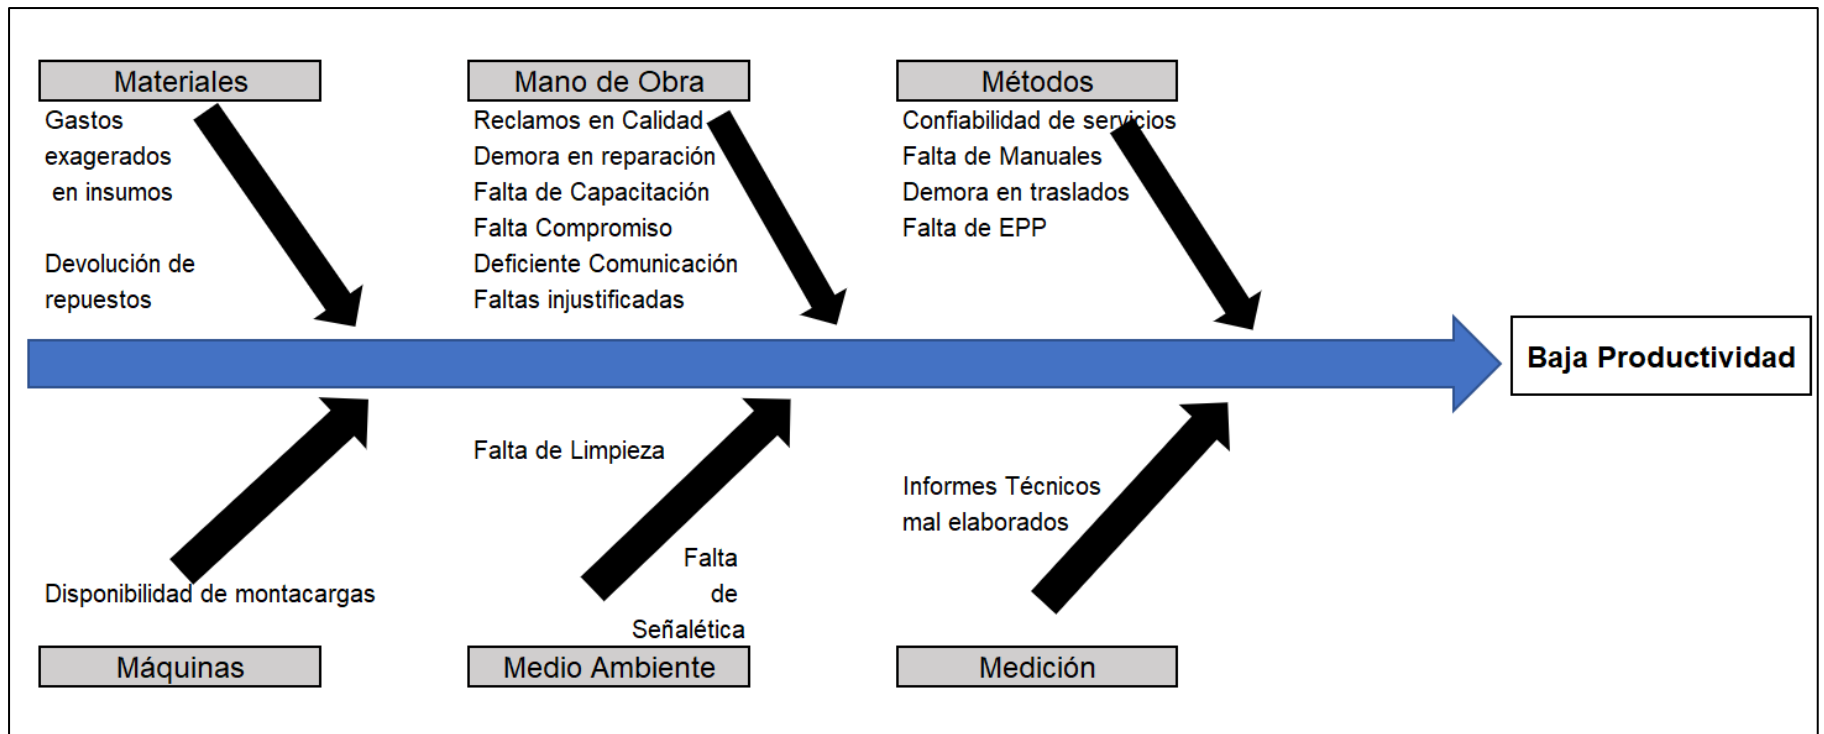 Materiales
Gastos
exagerados
en insumos
Devolución de
repuestos
Mano de Obra
Reclamos en Calidad
Demora en reparación
Falta de Capacitación
Falta Compromiso
Deficiente Comunicación
Faltas injustificadas
Métodos
Confiabilidad de servicios
Falta de Manuales
Demora en traslados
Falta de EPP
Baja Productividad
Disponibilidad de montacargas
Máquinas
Falta de Limpieza
Falta
de
Señalética
Medio Ambiente
Informes Técnicos
mal elaborados
Medición